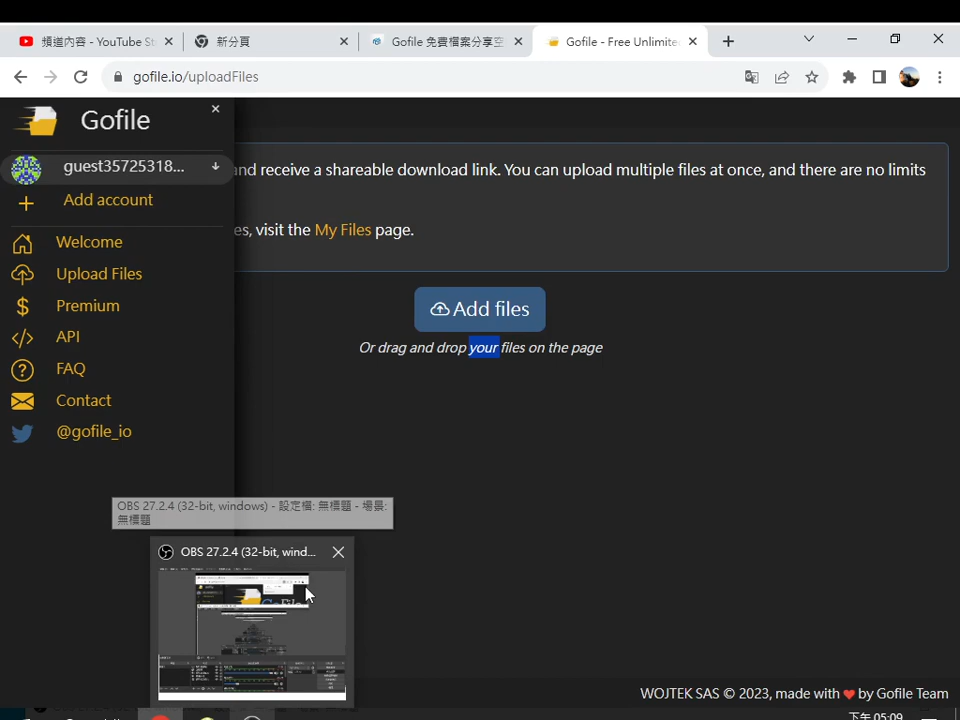 頻道內容 - YouTube St
新分頁
Gofile 免費檔案分享空
Gofile - Free Unlimite
gofile.io/uploadFiles
Gofile
guest35725318...
Add account
Welcome
Upload Files
Premium
API
FAQ
Contact
@gofile_io
and receive a shareable download link. You can upload multiple files at once, and there are no limits
es, visit the My Files page.
Add files
Or drag and drop your files on the page
OBS 27.2.4 (32-bit, windows) - 設定檔: 無標題 - 場景:
無標題
OBS 27.2.4 (32-bit, wind...
WOJTEK SAS © 2023, made with ❤ by Gofile Team
下午 05:09